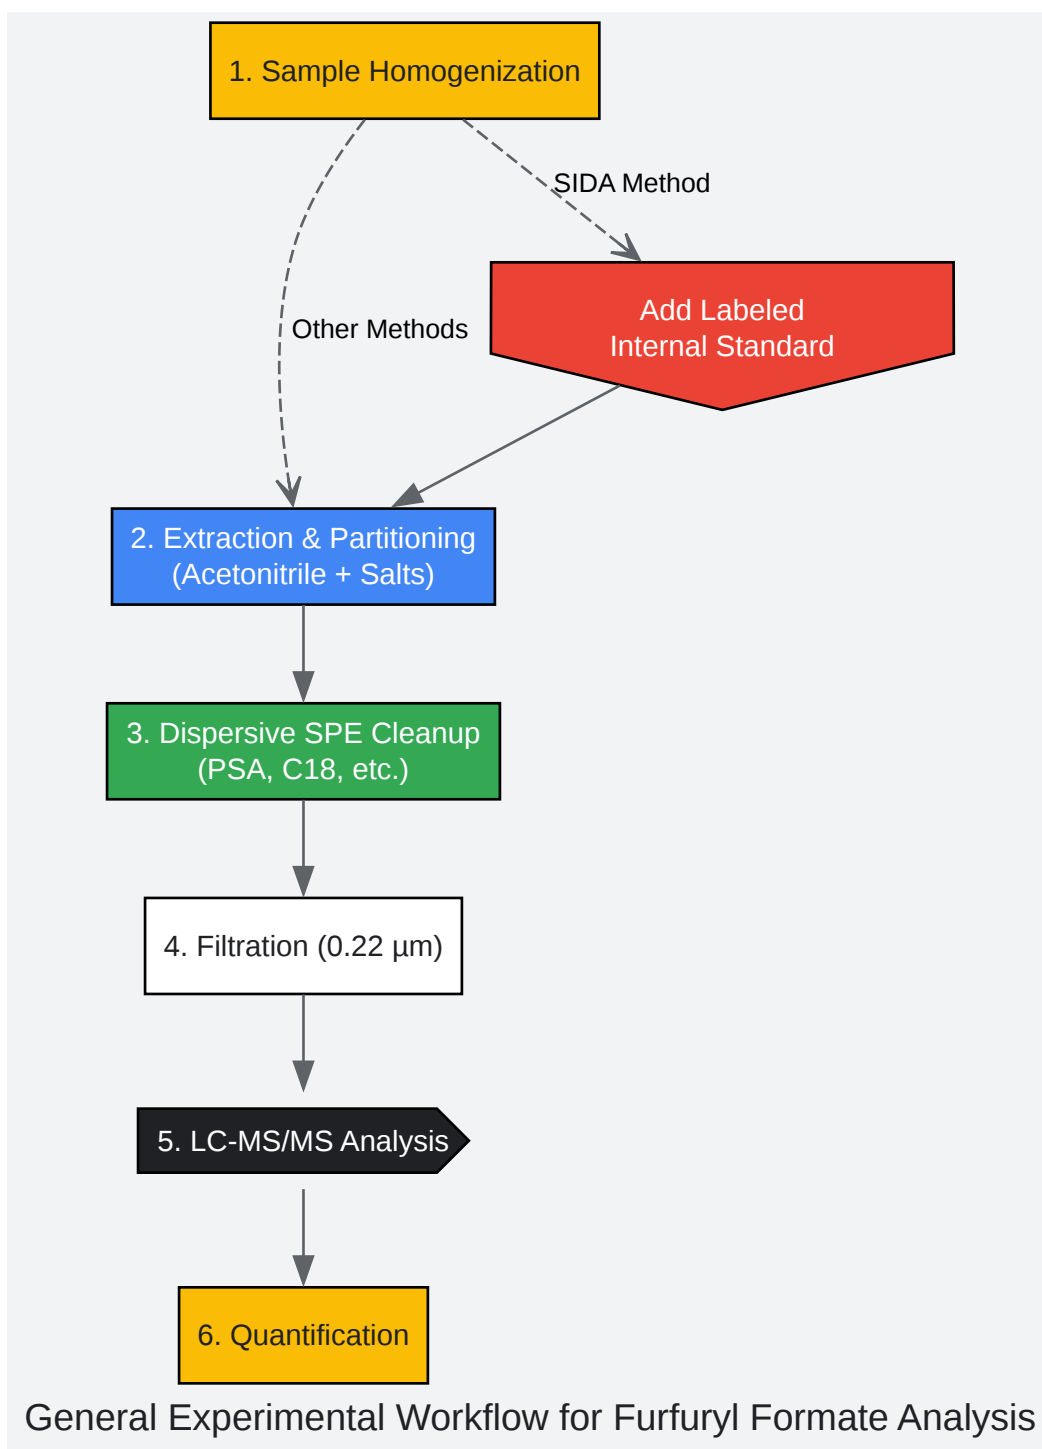 1. Sample Homogenization
SIDA Method
Add Labeled
Internal Standard
Other Methods
2. Extraction & Partitioning
(Acetonitrile + Salts)
3. Dispersive SPE Cleanup
(PSA, C18, etc.)
4. Filtration (0.22 µm)
5. LC-MS/MS Analysis
6. Quantification
General Experimental Workflow for Furfuryl Formate Analysis